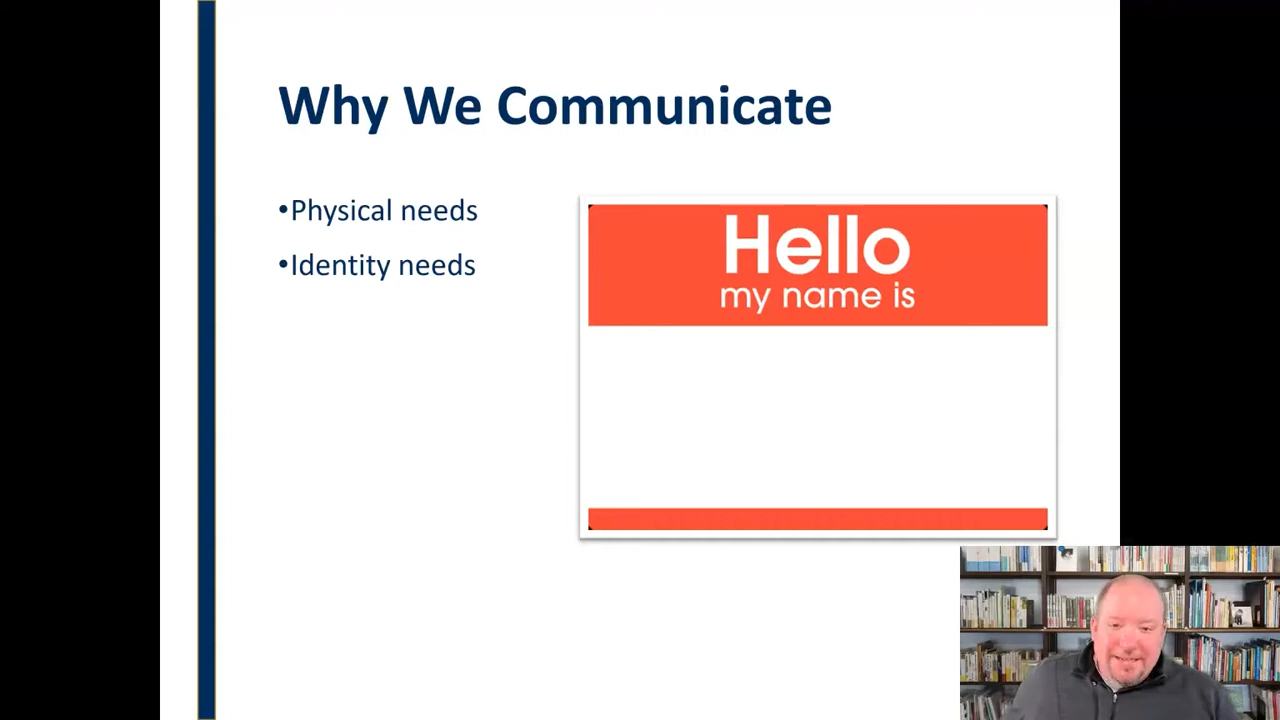 Why We Communicate
•Physical needs
•Identity needs
Hello
my name is